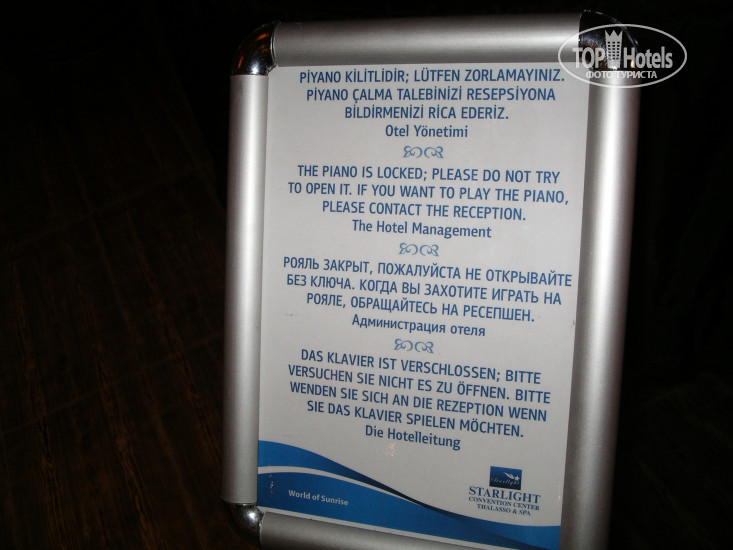 TOP Hotels
ФОТО ТУРИСТА
PİYANO KİLİTLİDİR; LÜTFEN ZORLAMAYINIZ.
PİYANO ÇALMA TALEBİNİZİ RESEPSİYONA
BİLDİRMENİZİ RİCA EDERİZ.
Otel Yönetimi
THE PIANO IS LOCKED; PLEASE DO NOT TRY
TO OPEN IT. IF YOU WANT TO PLAY THE PIANO,
PLEASE CONTACT THE RECEPTION.
The Hotel Management
РОЯЛЬ ЗАКРЫТ, ПОЖАЛУЙСТА НЕ ОТКРЫВАЙТЕ
БЕЗ КЛЮЧА. КОГДА ВЫ ЗАХОТИТЕ ИГРАТЬ НА
РОЯЛЕ, ОБРАЩАЙТЕСЬ НА РЕСЕПШЕН.
Администрация отеля
DAS KLAVIER IST VERSCHLOSSEN; BITTE
VERSUCHEN SIE NICHT ES ZU ÖFFNEN. BITTE
WENDEN SIE SICH AN DIE REZEPTION WENN
SIE DAS KLAVIER SPIELEN MÖCHTEN.
Die Hotelleitung
World of Sunrise
Starlight
STARLIGHT
CONVENTION CENTER
THALASSO & SPA